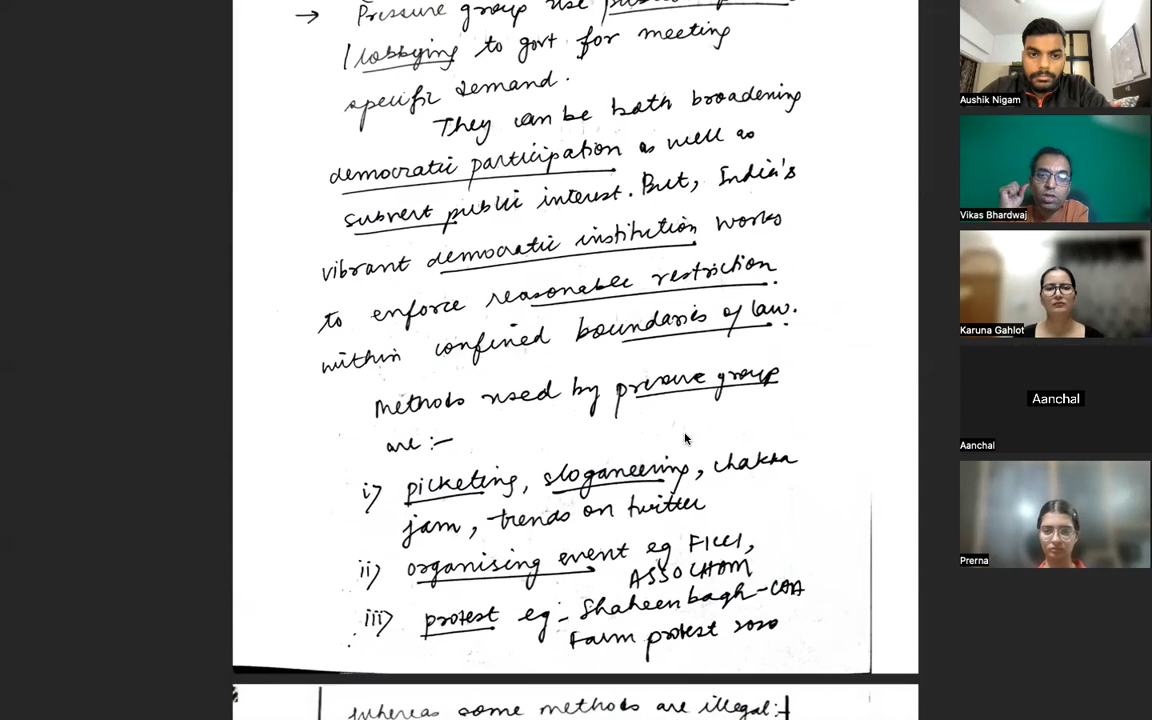 → Pressure group use public
/ lobbying to govt for meeting
specific demand.
They can be both broadening
democratic participation as well as
subvert public interest. But, India's
vibrant democratic institution works
to enforce reasonable restriction
within confined boundaries of law.
Methods used by pressure group
are :-
i) picketing, sloganeering, chakka
jam, trends on twitter
ii) organising event eg FICCI,
ASSOCHAM
iii) protest eg - Shaheen bagh - CAA
Farm protest 2020
whereas some methods are illegal :-
Aushik Nigam
Vikas Bhardwaj
Karuna Gahlot
Aanchal
Aanchal
Prerna